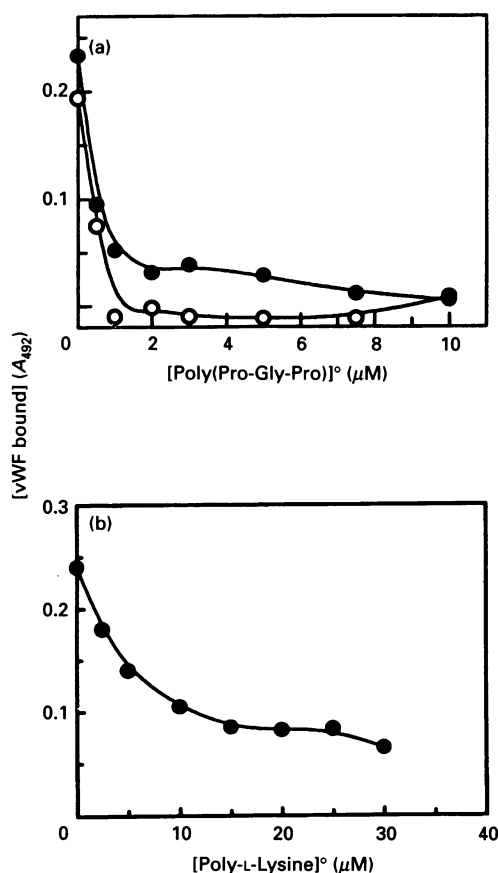 (a)
0.2
0.1
0 2 4 6 8 10
[Poly(Pro-Gly-Pro)]° (μM)
[vWF bound] (A492)
0.3
(b)
0.2
0.1
0 10 20 30 40
[Poly-L-Lysine]° (μM)